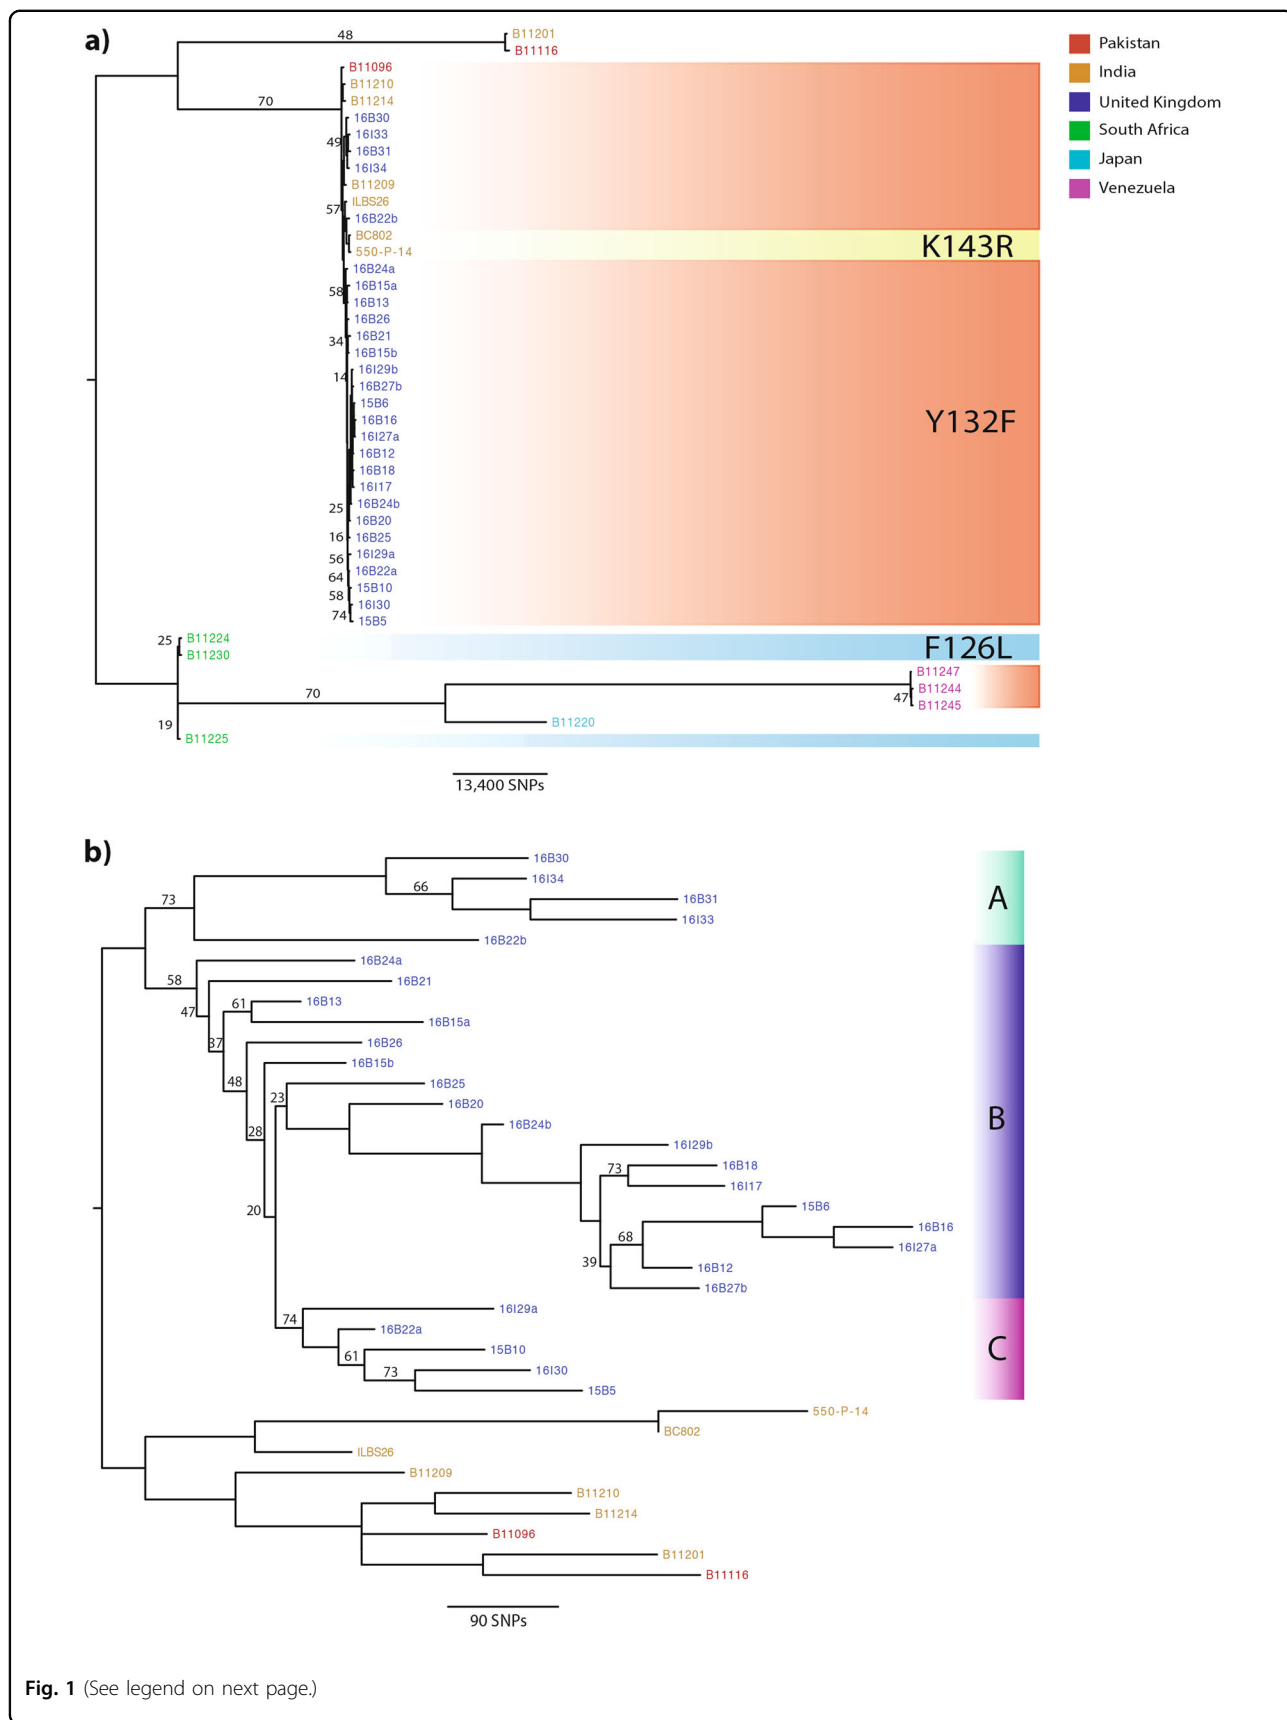 a)
48
B11201
B11116
Pakistan
India
United Kingdom
South Africa
Japan
Venezuela
70
B11096
B11210
B11214
16B30
49
16I33
16B31
16I34
B11209
57
ILBS26
16B22b
BC802
550-P-14
K143R
16B24a
58
16B15a
16B13
16B26
34
16B21
16B15b
14
16I29b
16B27b
15B6
16B16
16I27a
Y132F
16B12
16B18
16I17
25
16B24b
16B20
16
16B25
56
16I29a
64
16B22a
58
15B10
16I30
74
15B5
25
B11224
B11230
F126L
70
B11247
B11244
47
B11245
B11220
19
B11225
13,400 SNPs
b)
16B30
66
16I34
73
16B31
16I33
16B22b
A
58
16B24a
47
16B21
61
16B13
16B15a
37
16B26
48
16B15b
23
16B25
16B20
28
16B24b
B
16I29b
73
16B18
16I17
20
15B6
68
16B16
16I27a
39
16B12
16B27b
74
16I29a
16B22a
61
15B10
73
16I30
15B5
C
550-P-14
BC802
ILBS26
B11209
B11210
B11214
B11096
B11201
B11116
90 SNPs
Fig. 1 (See legend on next page.)